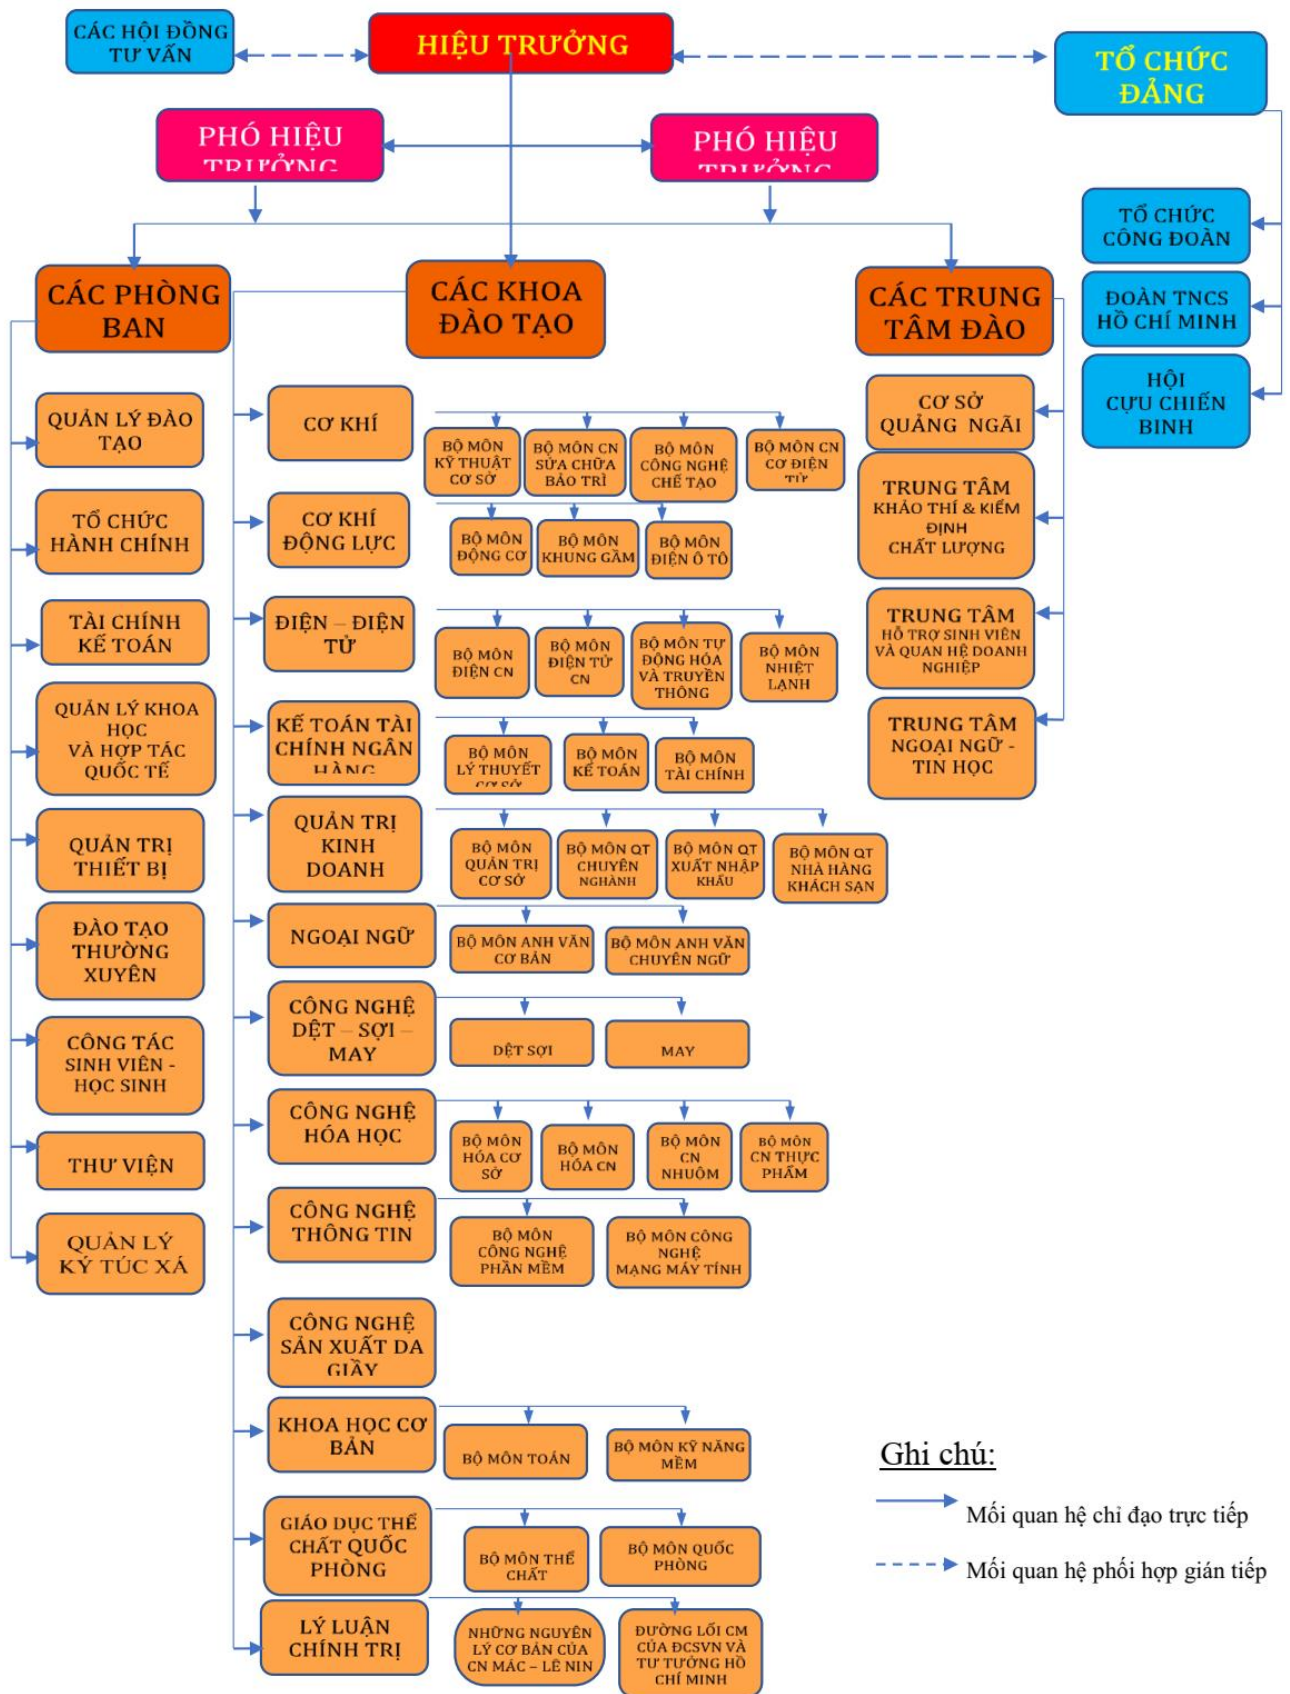 CÁC HỘI ĐỒNG
TƯ VẤN
HIỆU TRƯỞNG
TỔ CHỨC
ĐẢNG
PHÓ HIỆU
TRƯỞNG
PHÓ HIỆU
TRƯỞNG
TỔ CHỨC
CÔNG ĐOÀN
ĐOÀN TNCS
HỒ CHÍ MINH
HỘI
CỰU CHIẾN
BINH
CÁC PHÒNG
BAN
QUẢN LÝ ĐÀO
TẠO
TỔ CHỨC
HÀNH CHÍNH
TÀI CHÍNH
KẾ TOÁN
QUẢN LÝ KHOA
HỌC
VÀ HỢP TÁC
QUỐC TẾ
QUẢN TRỊ
THIẾT BỊ
ĐÀO TẠO
THƯỜNG
XUYÊN
CÔNG TÁC
SINH VIÊN -
HỌC SINH
THƯ VIỆN
QUẢN LÝ
KÝ TÚC XÁ
CÁC KHOA
ĐÀO TẠO
CƠ KHÍ
BỘ MÔN
KỸ THUẬT
CƠ SỞ
BỘ MÔN CN
SỬA CHỮA
BẢO TRÌ
BỘ MÔN
CÔNG NGHỆ
CHẾ TẠO
BỘ MÔN CN
CƠ ĐIỆN
TỬ
CƠ KHÍ
ĐỘNG LỰC
BỘ MÔN
ĐỘNG CƠ
BỘ MÔN
KHUNG GẦM
BỘ MÔN
ĐIỆN Ô TÔ
ĐIỆN – ĐIỆN
TỬ
BỘ MÔN
ĐIỆN CN
BỘ MÔN
ĐIỆN TỬ
CN
BỘ MÔN TỰ
ĐỘNG HÓA
VÀ TRUYỀN
THÔNG
BỘ MÔN
NHIỆT
LẠNH
KẾ TOÁN TÀI
CHÍNH NGÂN
HÀNG
BỘ MÔN
LÝ THUYẾT
CƠ SỞ
BỘ MÔN
KẾ TOÁN
BỘ MÔN
TÀI CHÍNH
QUẢN TRỊ
KINH
DOANH
BỘ MÔN
QUẢN TRỊ
CƠ SỞ
BỘ MÔN QT
CHUYÊN
NGHÀNH
BỘ MÔN QT
XUẤT NHẬP
KHẨU
BỘ MÔN QT
NHÀ HÀNG
KHÁCH SẠN
NGOẠI NGỮ
BỘ MÔN ANH VĂN
CƠ BẢN
BỘ MÔN ANH VĂN
CHUYÊN NGỮ
CÔNG NGHỆ
DỆT – SỢI –
MAY
DỆT SỢI
MAY
CÔNG NGHỆ
HÓA HỌC
BỘ MÔN
HÓA CƠ
SỞ
BỘ MÔN
HÓA CN
BỘ MÔN
CN
NHUỘM
BỘ MÔN
CN THỰC
PHẨM
CÔNG NGHỆ
THÔNG TIN
BỘ MÔN
CÔNG NGHỆ
PHẦN MỀM
BỘ MÔN CÔNG
NGHỆ
MẠNG MÁY TÍNH
CÔNG NGHỆ
SẢN XUẤT DA
GIẦY
KHOA HỌC CƠ
BẢN
BỘ MÔN TOÁN
BỘ MÔN KỸ NĂNG
MỀM
GIÁO DỤC THỂ
CHẤT QUỐC
PHÒNG
BỘ MÔN THỂ
CHẤT
BỘ MÔN QUỐC
PHÒNG
LÝ LUẬN
CHÍNH TRỊ
NHỮNG NGUYÊN
LÝ CƠ BẢN CỦA
CN MÁC – LÊ NIN
ĐƯỜNG LỐI CM
CỦA ĐCSVN VÀ
TƯ TƯỞNG HỒ
CHÍ MINH
CÁC TRUNG
TÂM ĐÀO
CƠ SỞ
QUẢNG NGÃI
TRUNG TÂM
KHẢO THÍ & KIỂM
ĐỊNH
CHẤT LƯỢNG
TRUNG TÂM
HỖ TRỢ SINH VIÊN
VÀ QUAN HỆ DOANH
NGHIỆP
TRUNG TÂM
NGOẠI NGỮ -
TIN HỌC
Ghi chú:
Mối quan hệ chỉ đạo trực tiếp
Mối quan hệ phối hợp gián tiếp